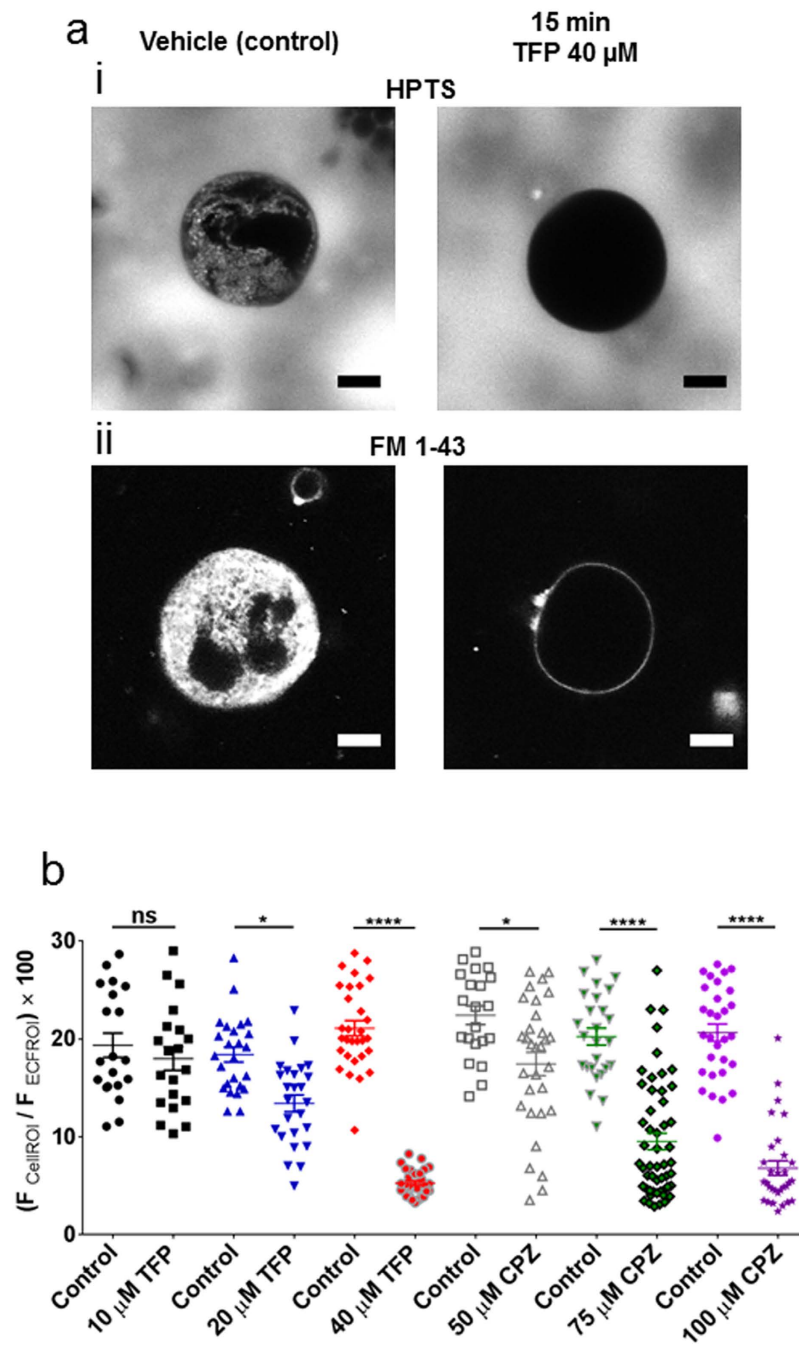 a
Vehicle (control)
15 min
TFP 40 µM
i
HPTS
ii
FM 1-43
b
ns
*
****
*
****
****
(F CellROI / F ECFROI) × 100
30
20
10
0
Control
10 µM TFP
Control
20 µM TFP
Control
40 µM TFP
Control
50 µM CPZ
Control
75 µM CPZ
Control
100 µM CPZ